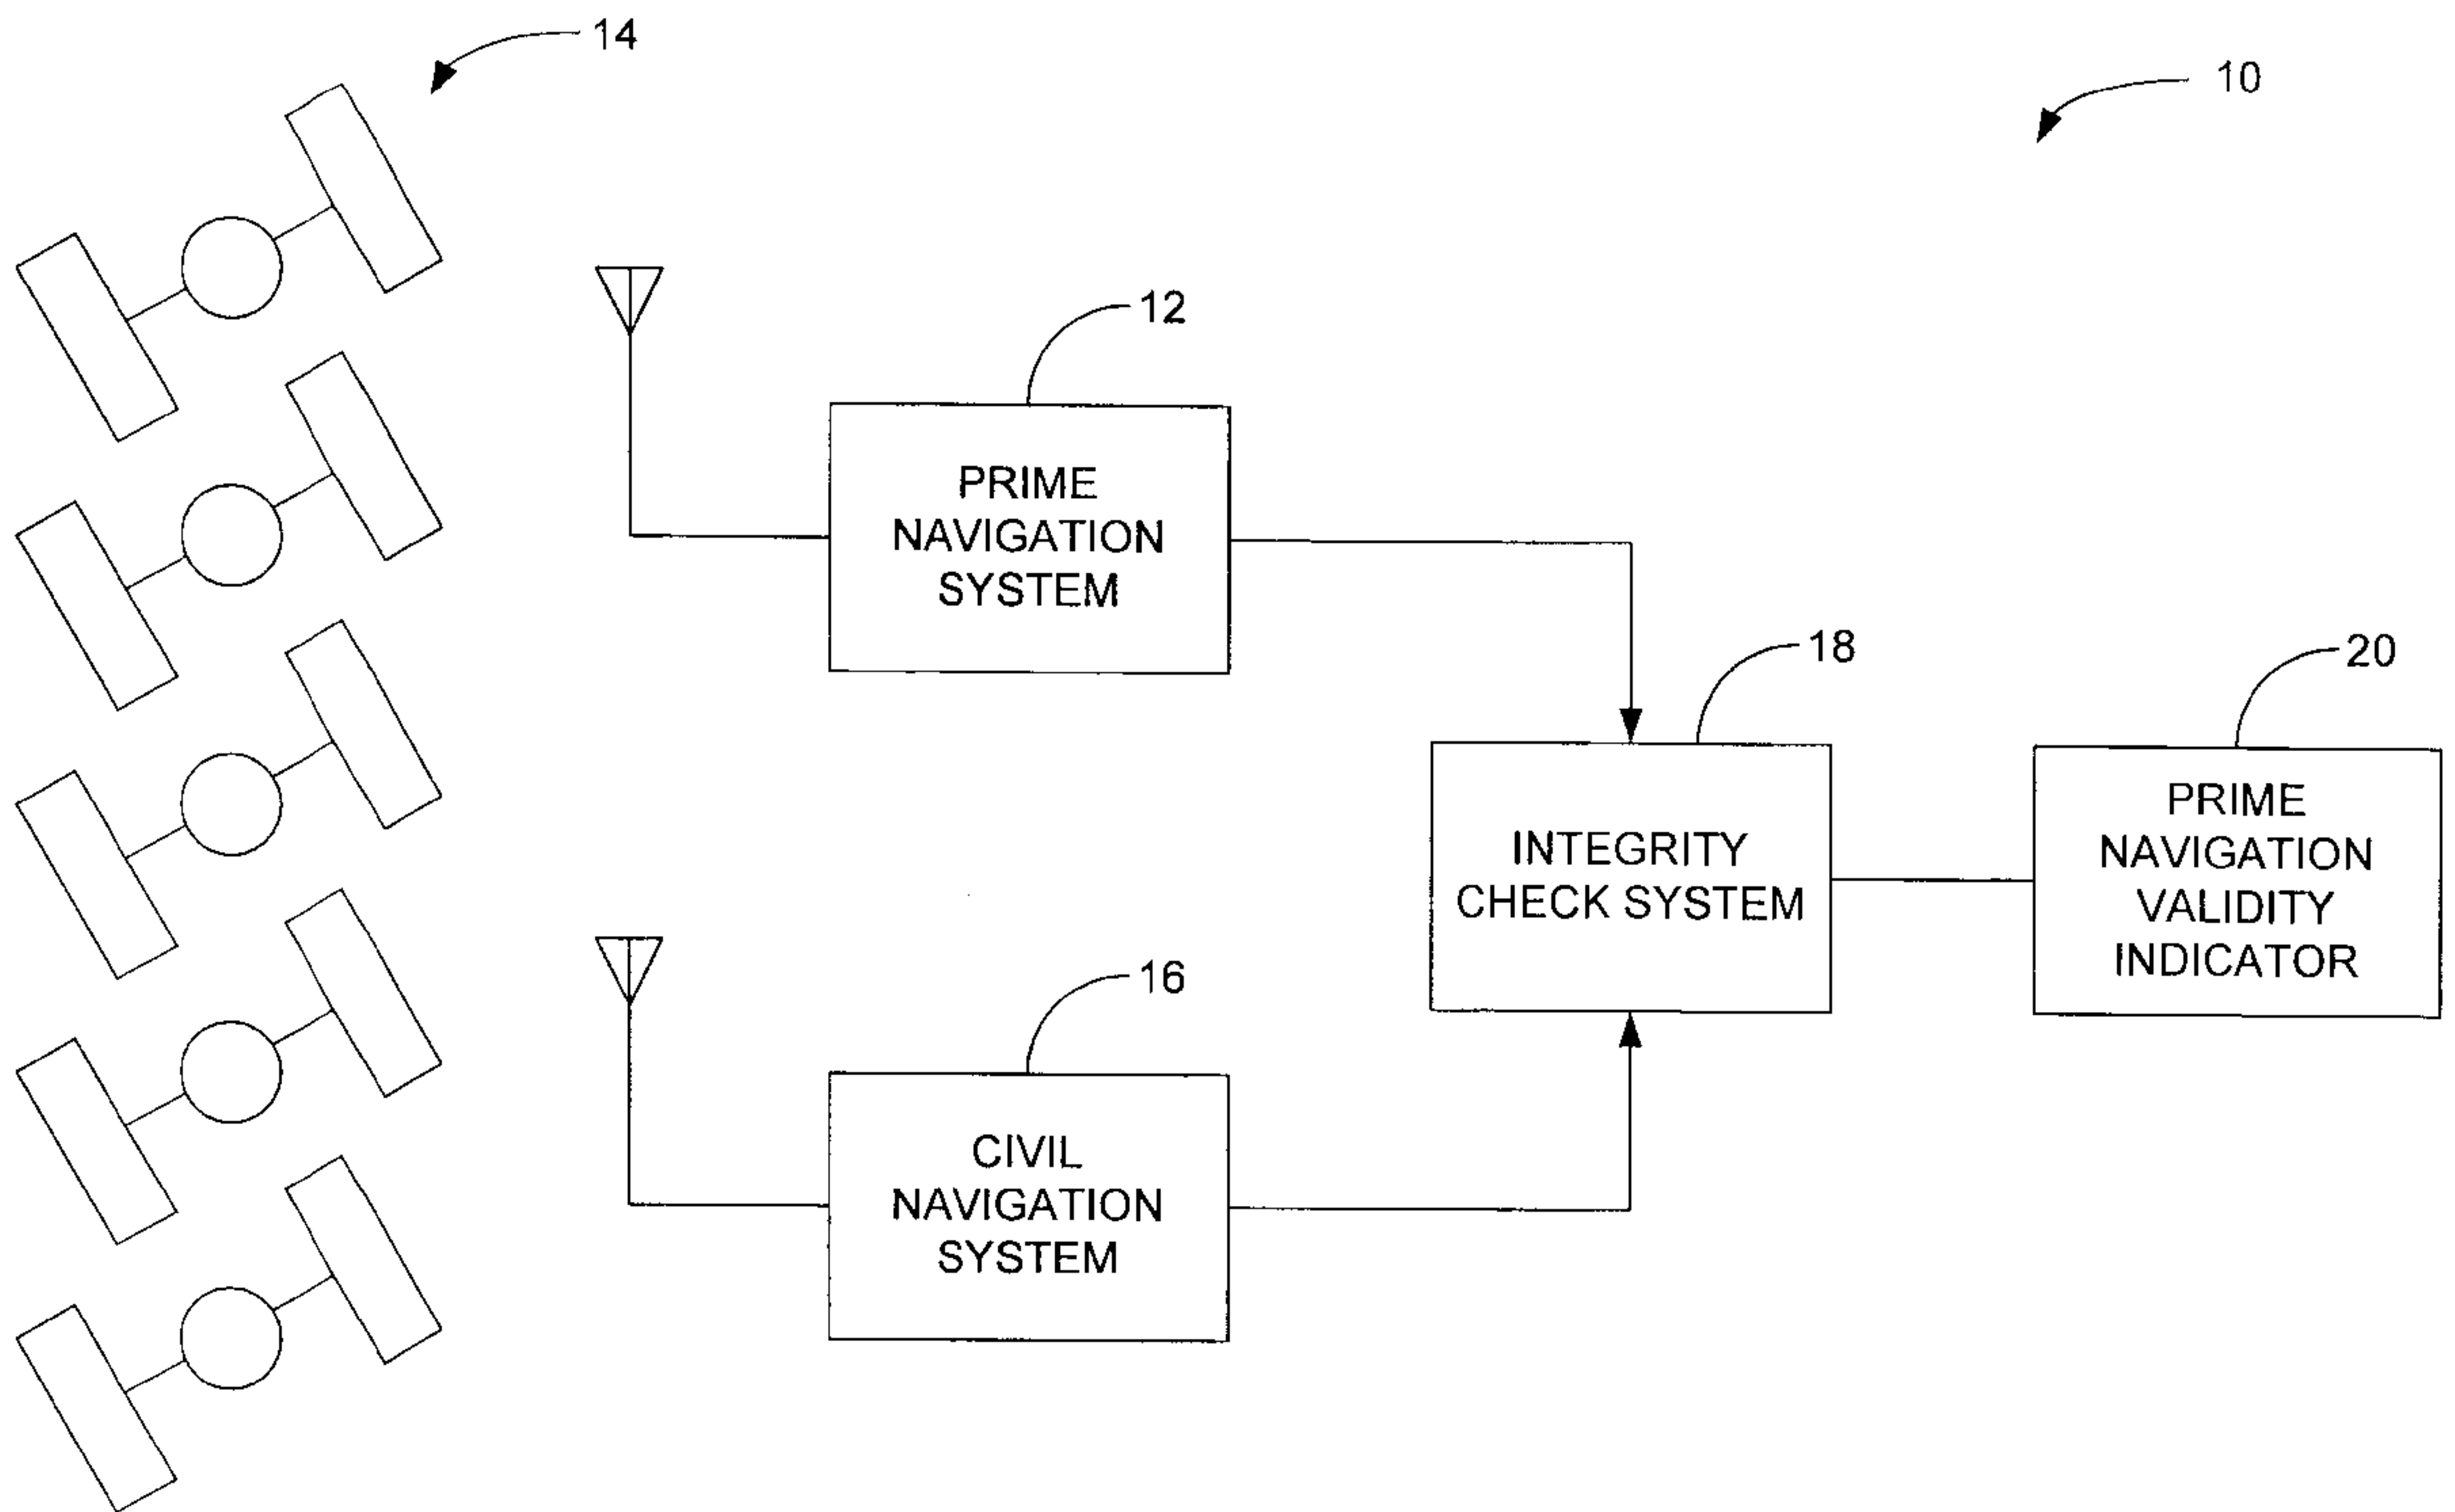 14
10
12
PRIME
NAVIGATION
SYSTEM
18
20
INTEGRITY
CHECK SYSTEM
PRIME
NAVIGATION
VALIDITY
INDICATOR
16
CIVIL
NAVIGATION
SYSTEM